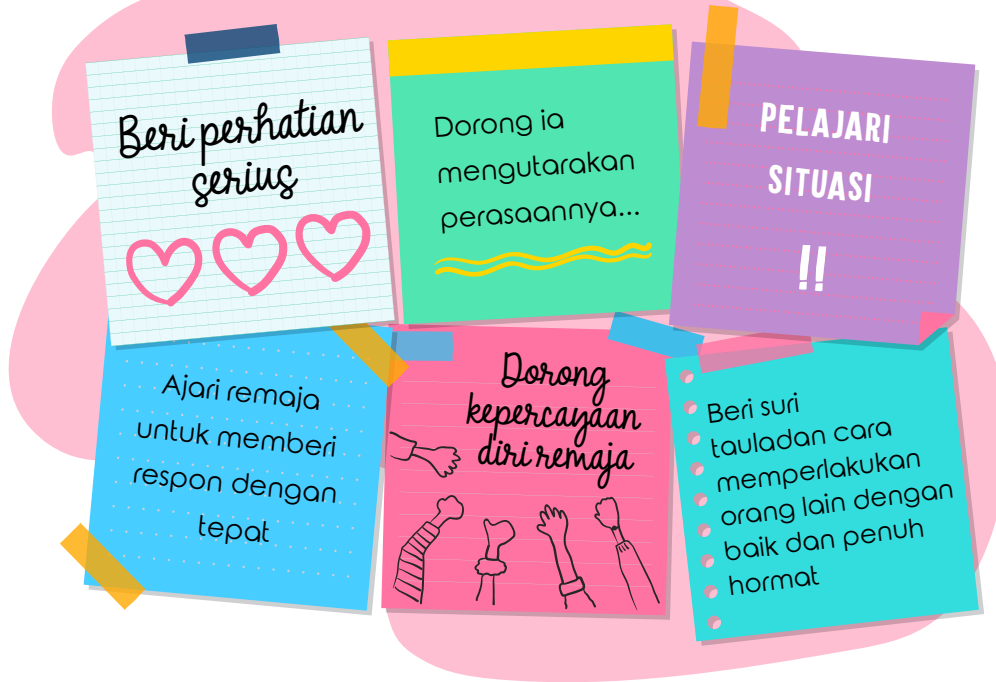 Beri perhatian
serius
Dorong ia
mengutarakan
perasaannya...
PELAJARI
SITUASI
!!
Ajari remaja
untuk memberi
respon dengan
tepat
Dorong
kepercayaan
diri remaja
Beri suri
tauladan cara
memperlakukan
orang lain dengan
baik dan penuh
hormat